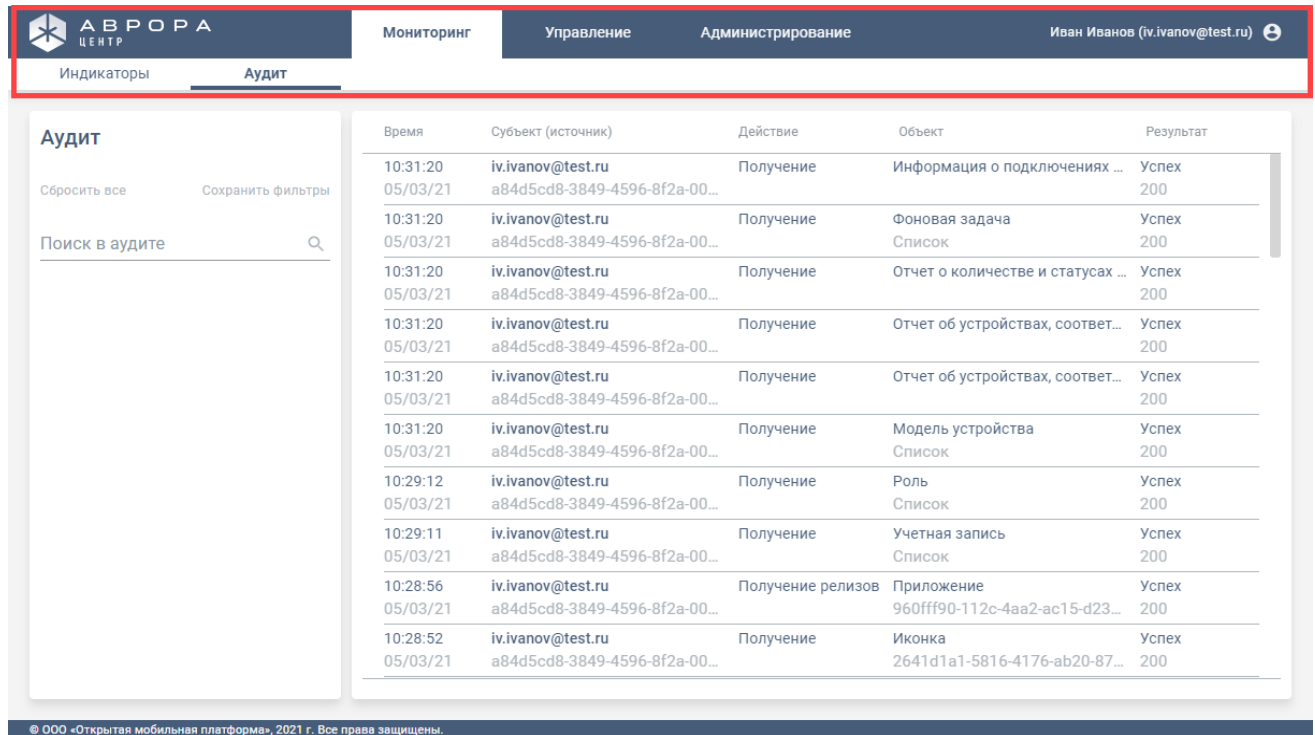 АВРОРА
ЦЕНТР
Мониторинг Управление Администрирование Иван Иванов (iv.ivanov@test.ru)
Индикаторы Аудит
Аудит
Сбросить все Сохранить фильтры
Поиск в аудите
Время Субъект (источник) Действие Объект Результат
10:31:20 iv.ivanov@test.ru Получение Информация о подключениях ... Успех
05/03/21 a84d5cd8-3849-4596-8f2a-00... 200
10:31:20 iv.ivanov@test.ru Получение Фоновая задача Успех
05/03/21 a84d5cd8-3849-4596-8f2a-00... Список 200
10:31:20 iv.ivanov@test.ru Получение Отчет о количестве и статусах ... Успех
05/03/21 a84d5cd8-3849-4596-8f2a-00... 200
10:31:20 iv.ivanov@test.ru Получение Отчет об устройствах, соответ... Успех
05/03/21 a84d5cd8-3849-4596-8f2a-00... 200
10:31:20 iv.ivanov@test.ru Получение Отчет об устройствах, соответ... Успех
05/03/21 a84d5cd8-3849-4596-8f2a-00... 200
10:31:20 iv.ivanov@test.ru Получение Модель устройства Успех
05/03/21 a84d5cd8-3849-4596-8f2a-00... Список 200
10:29:12 iv.ivanov@test.ru Получение Роль Успех
05/03/21 a84d5cd8-3849-4596-8f2a-00... Список 200
10:29:11 iv.ivanov@test.ru Получение Учетная запись Успех
05/03/21 a84d5cd8-3849-4596-8f2a-00... Список 200
10:28:56 iv.ivanov@test.ru Получение релизов Приложение Успех
05/03/21 a84d5cd8-3849-4596-8f2a-00... 960fff90-112c-4aa2-ac15-d23... 200
10:28:52 iv.ivanov@test.ru Получение Иконка Успех
05/03/21 a84d5cd8-3849-4596-8f2a-00... 2641d1a1-5816-4176-ab20-87... 200
© ООО «Открытая мобильная платформа», 2021 г. Все права защищены.